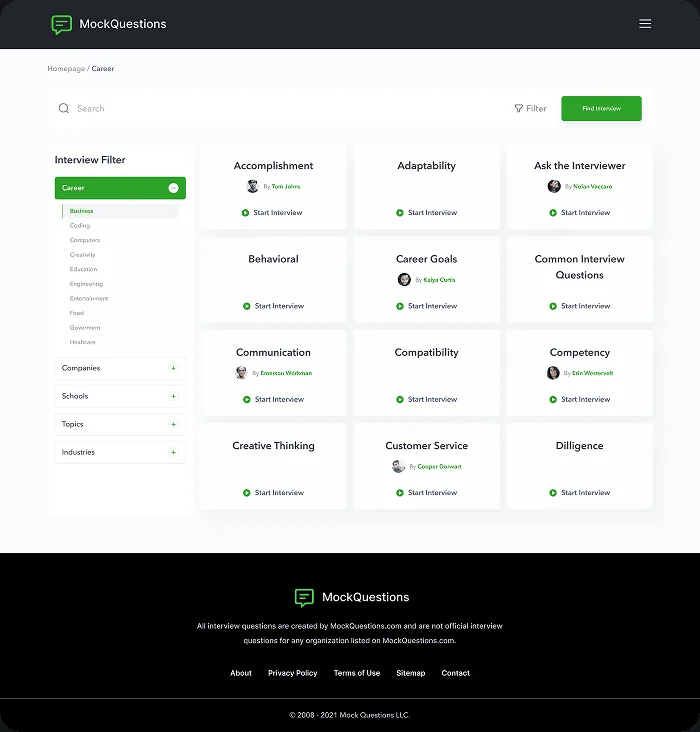 MockQuestions
Homepage / Career
Search
Filter
Find Interview
Interview Filter
Career
Business
Coding
Computers
Creativity
Education
Engineering
Entertainment
Food
Goverment
Healtcare
Companies
Schools
Topics
Industries
Accomplishment
By Tom Johns
Start Interview
Adaptability
Start Interview
Ask the Interviewer
By Nolan Vaccaro
Start Interview
Behavioral
Start Interview
Career Goals
By Kaiya Curtis
Start Interview
Common Interview
Questions
Start Interview
Communication
By Emerson Workman
Start Interview
Compatibility
Start Interview
Competency
By Erin Westervelt
Start Interview
Creative Thinking
Start Interview
Customer Service
By Cooper Dorwart
Start Interview
Dilligence
Start Interview
MockQuestions
All interview questions are created by MockQuestions.com and are not official interview
questions for any organization listed on MockQuestions.com.
About Privacy Policy Terms of Use Sitemap Contact
© 2008 - 2021 Mock Questions LLC.